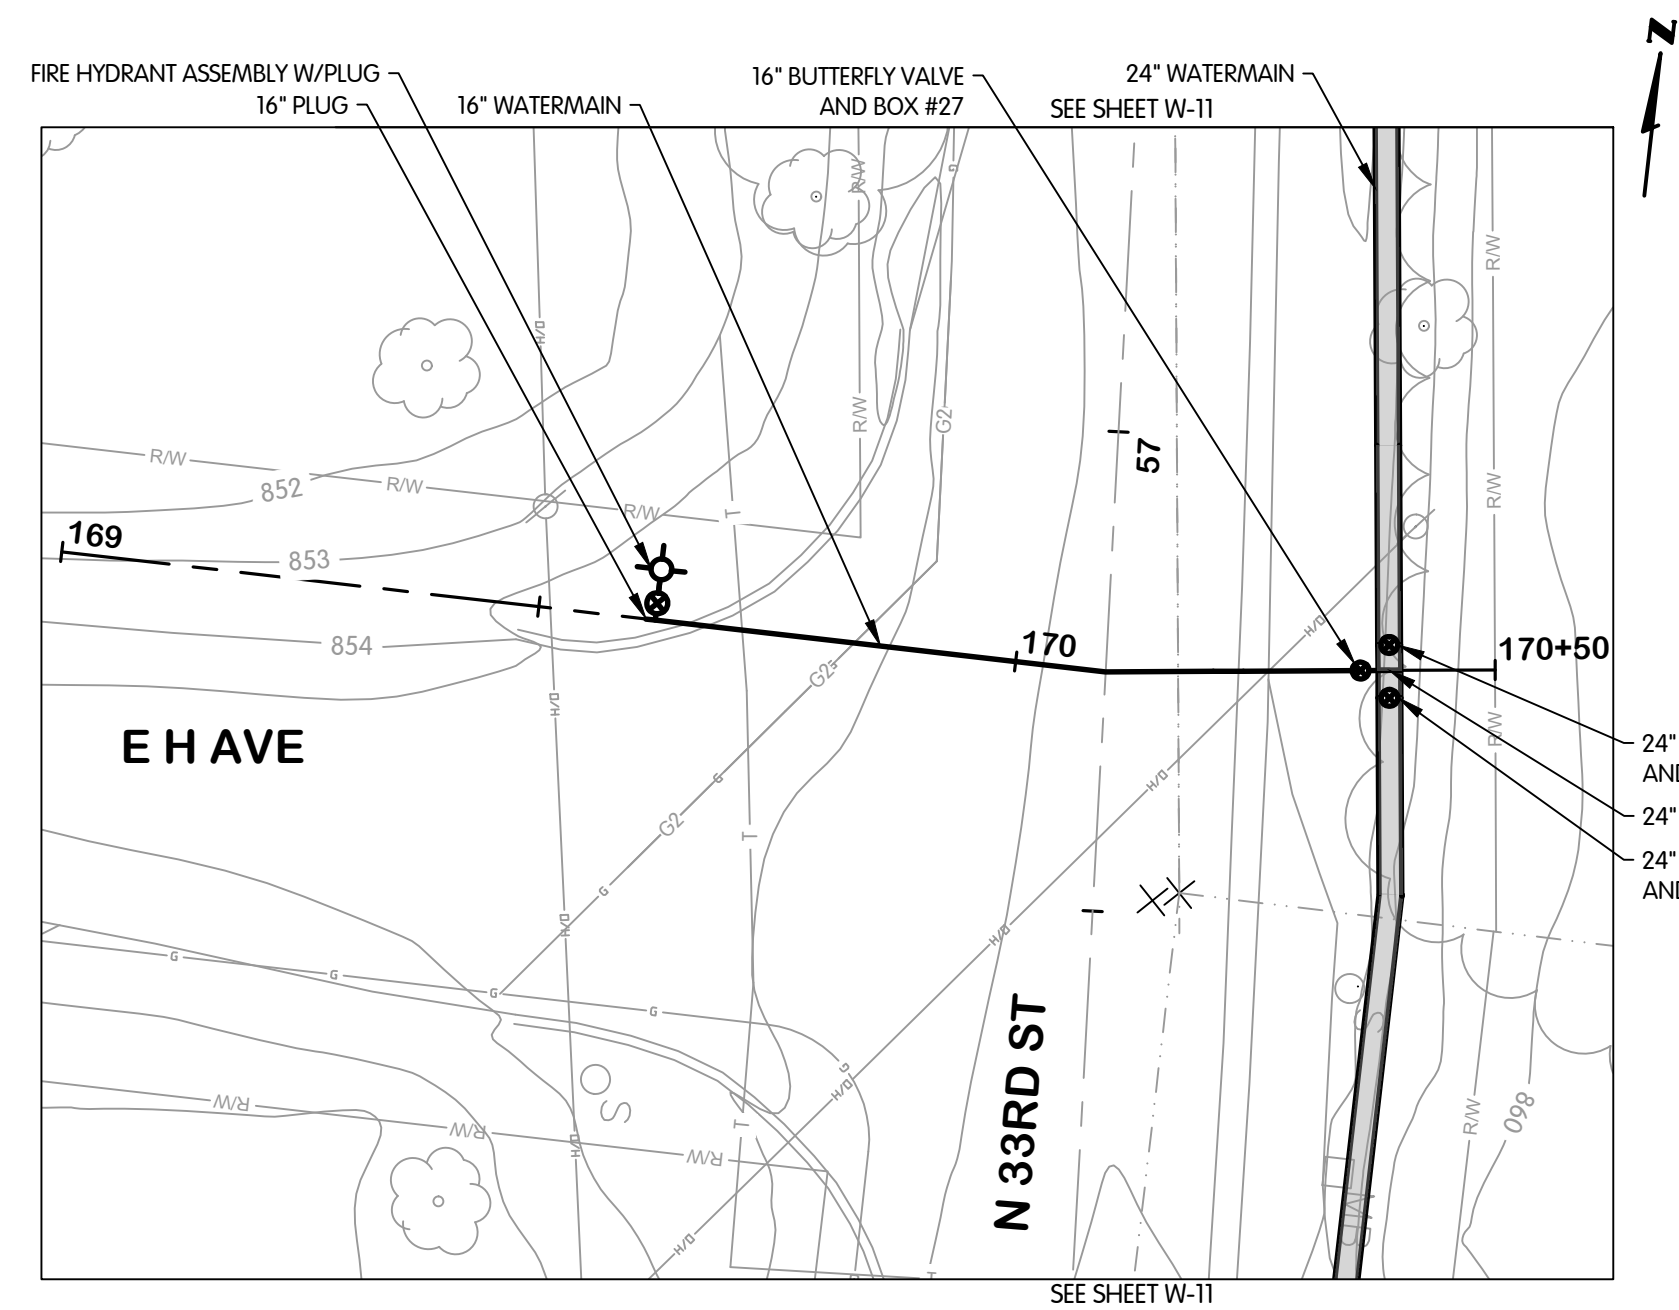 N
FIRE HYDRANT ASSEMBLY W/PLUG
16" PLUG
16" WATERMAIN
16" BUTTERFLY VALVE
AND BOX #27
24" WATERMAIN
SEE SHEET W-11
R/W
G
R/W
O/H
R/W
G2
57
R/W
R/W
852
R/W
R/W
R/W
T
169
853
854
O/H
G2
170
170+50
O/H
R/W
E H AVE
O/H
G
G2
T
24"
AND
24"
24"
AND
G
O/H
O/H
G
G
G
G
N 33RD ST
S
G
O/H
R/W
R/W
R/W
O/H
T
S
R/W
860
O/H
T
SEE SHEET W-11